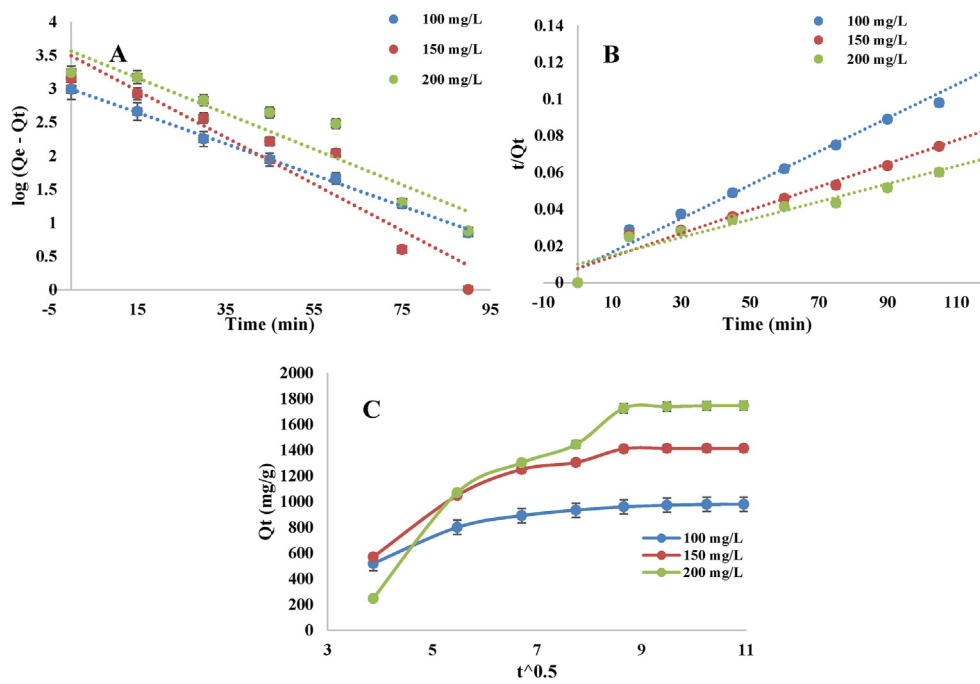 A
100 mg/L
150 mg/L
200 mg/L
log (Qe - Qt)
4
3.5
3
2.5
2
1.5
1
0.5
0
-5 15 35 55 75 95
Time (min)
B
100 mg/L
150 mg/L
200 mg/L
t/Qt
0.14
0.12
0.1
0.08
0.06
0.04
0.02
0
-10 10 30 50 70 90 110
Time (min)
C
Qt (mg/g)
2000
1800
1600
1400
1200
1000
800
600
400
200
0
100 mg/L
150 mg/L
200 mg/L
3 5 7 9 11
t^0.5